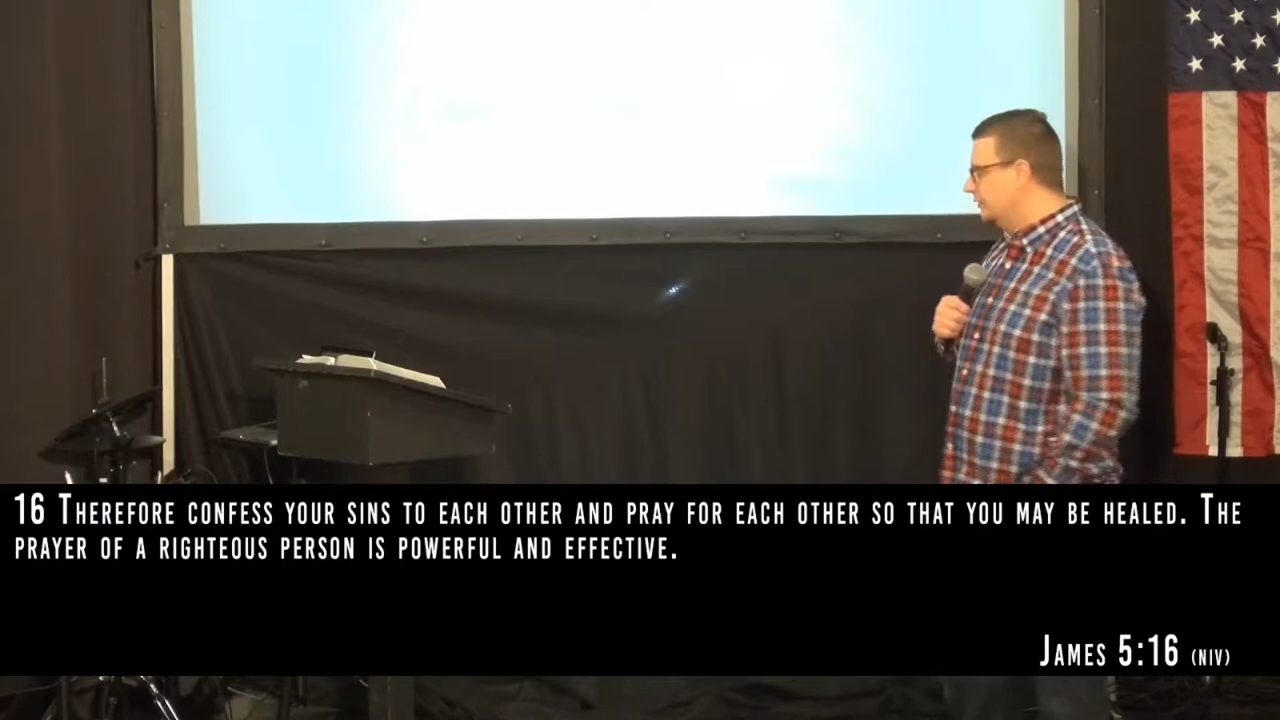 16 Therefore confess your sins to each other and pray for each other so that you may be healed. The
prayer of a righteous person is powerful and effective.
James 5:16 (NIV)